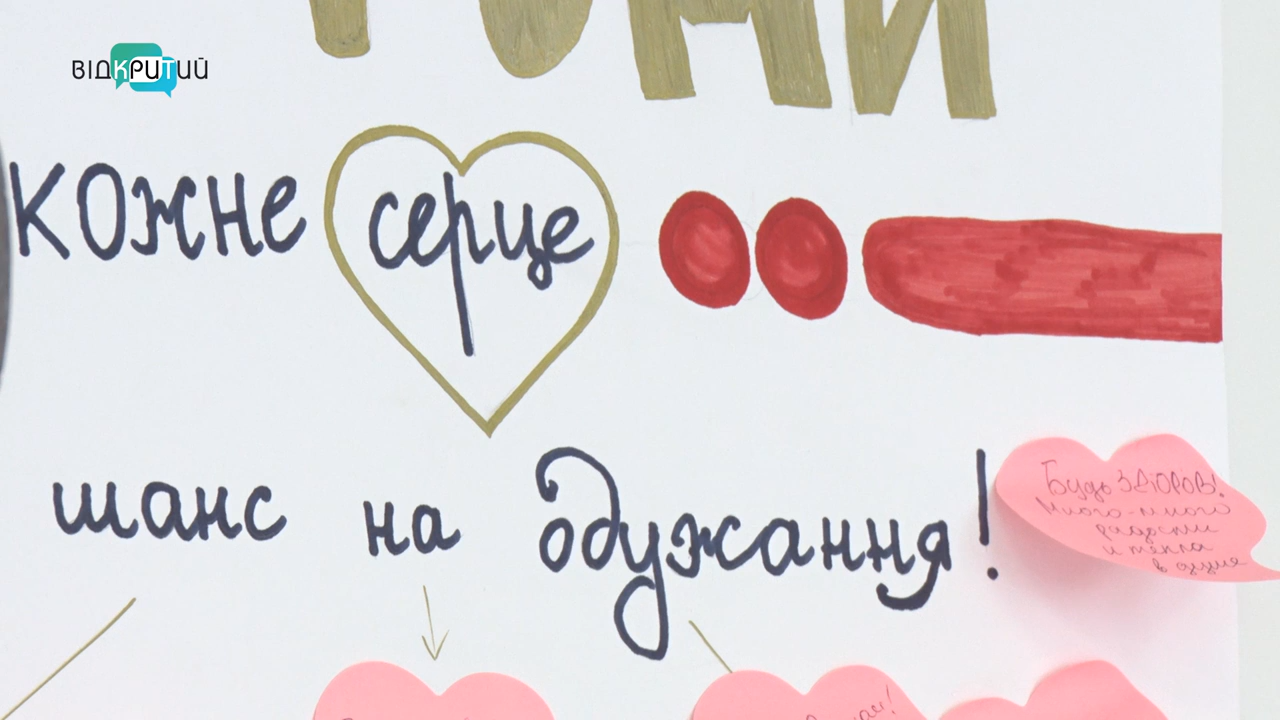 ВІДКРИТИЙ
кожне серце
шанс на одужання!
Будь ЗДОРОВ!
Много-много
радости
и тепла
в душе